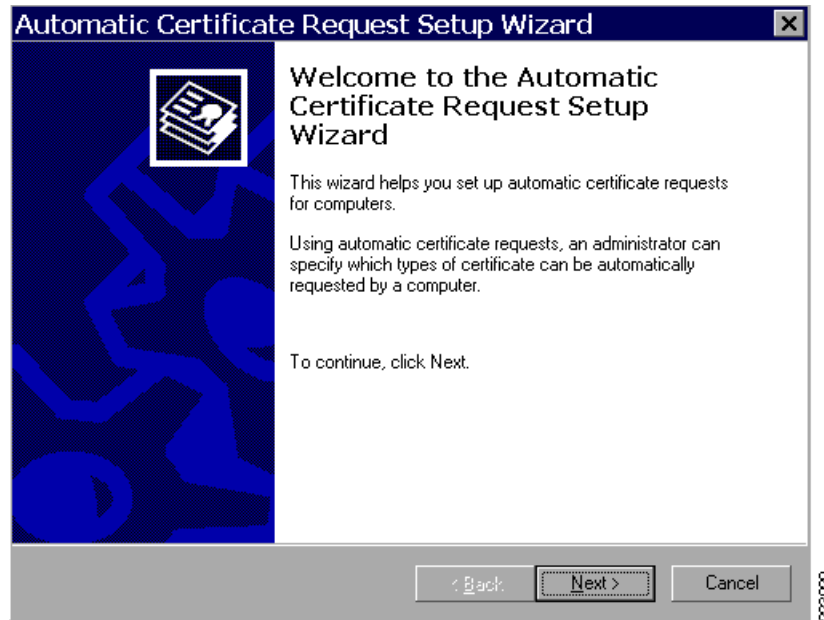 Automatic Certificate Request Setup Wizard
Welcome to the Automatic
Certificate Request Setup
Wizard
This wizard helps you set up automatic certificate requests
for computers.
Using automatic certificate requests, an administrator can
specify which types of certificate can be automatically
requested by a computer.
To continue, click Next.
< Back
Next >
Cancel